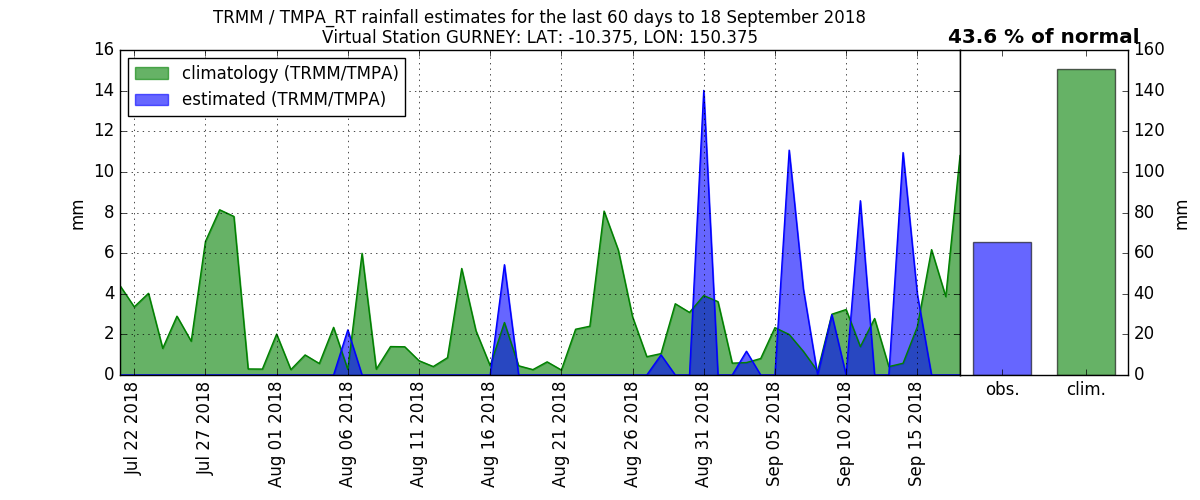 TRMM / TMPA_RT rainfall estimates for the last 60 days to 18 September 2018
Virtual Station GURNEY: LAT: -10.375, LON: 150.375
43.6 % of normal
climatology (TRMM/TMPA)
estimated (TRMM/TMPA)
16
14
12
10
8
6
4
2
0
mm
Jul 22 2018
Jul 27 2018
Aug 01 2018
Aug 06 2018
Aug 11 2018
Aug 16 2018
Aug 21 2018
Aug 26 2018
Aug 31 2018
Sep 05 2018
Sep 10 2018
Sep 15 2018
obs.
clim.
160
140
120
100
80
60
40
20
0
mm